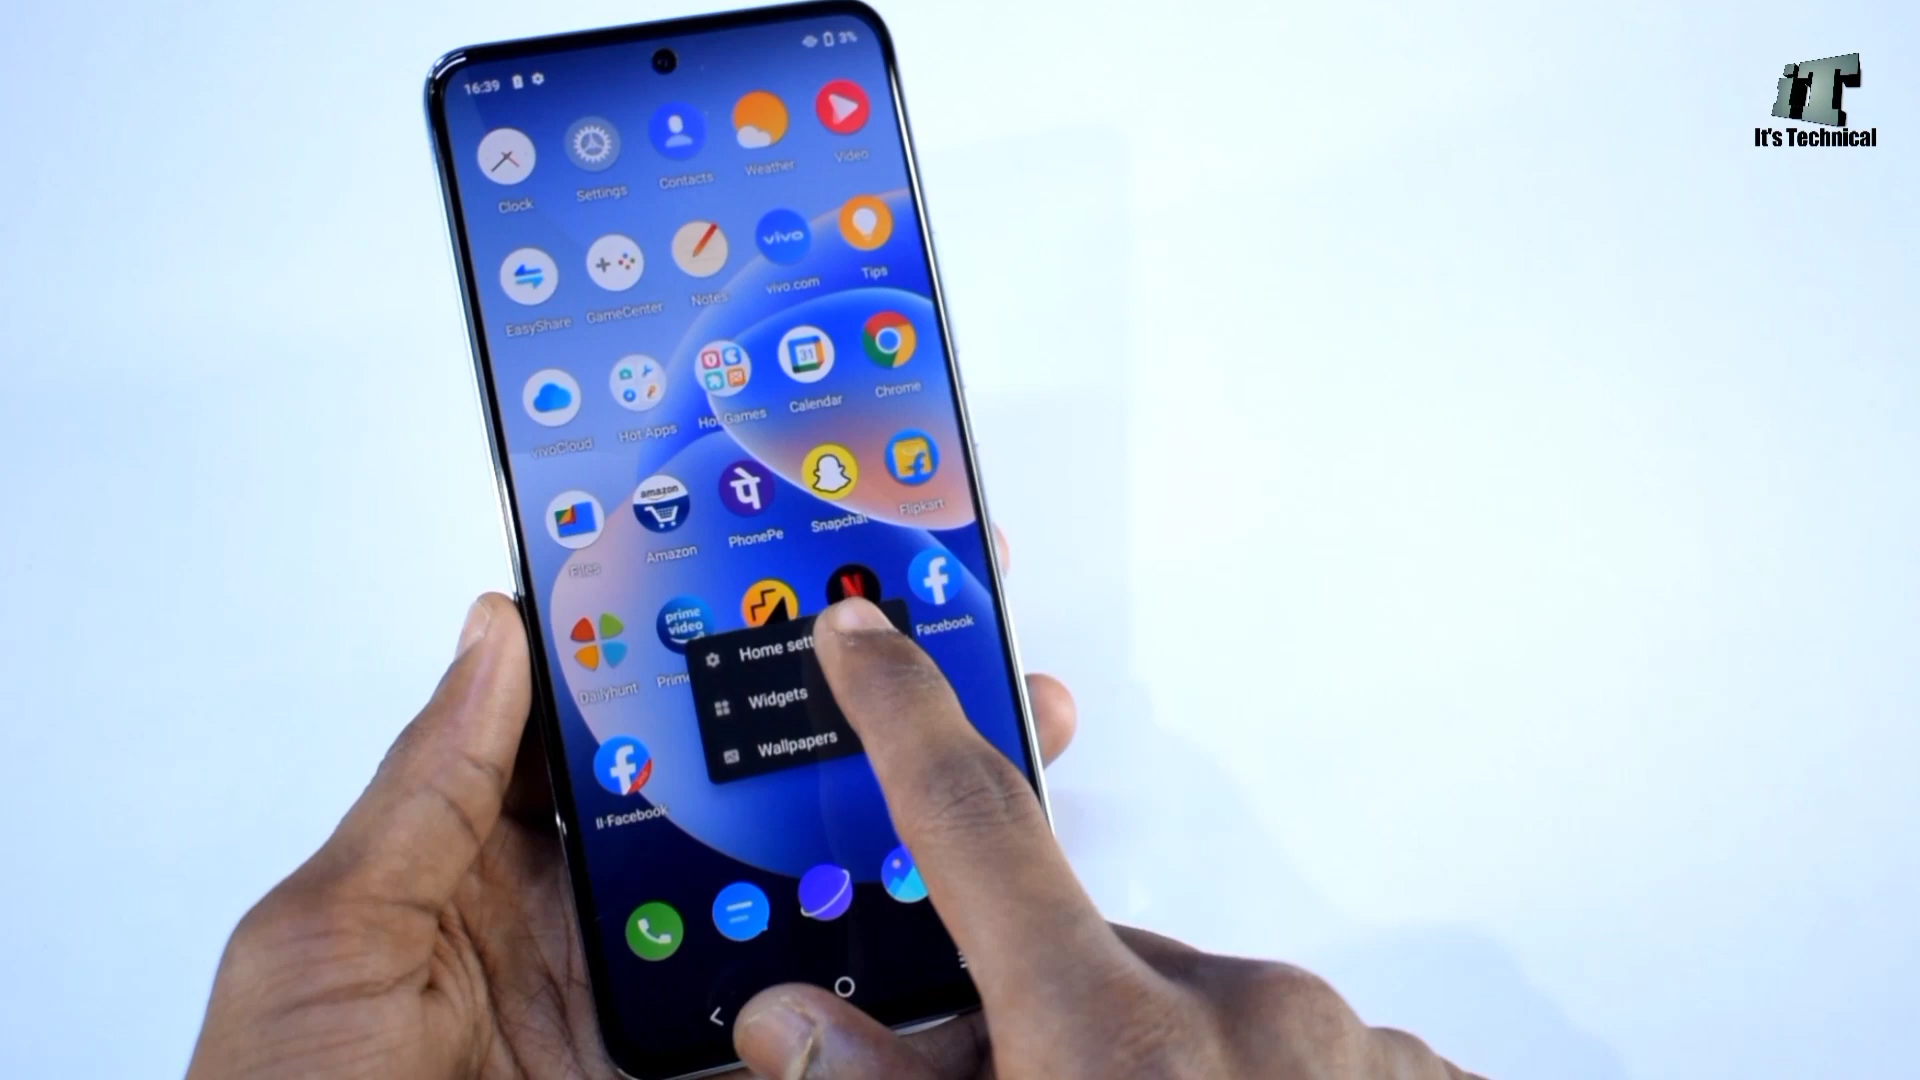 iT
It's Technical
16:39
3%
Clock
Settings
Contacts
Weather
Video
EasyShare
GameCenter
Notes
vivo
vivo.com
Tips
vivoCloud
Hot Apps
Hot Games
31
Calendar
Chrome
Files
amazon
Amazon
पे
PhonePe
Snapchat
Flipkart
Dailyhunt
prime
video
Prime
N
Facebook
Home sett
Widgets
Wallpapers
II·Facebook